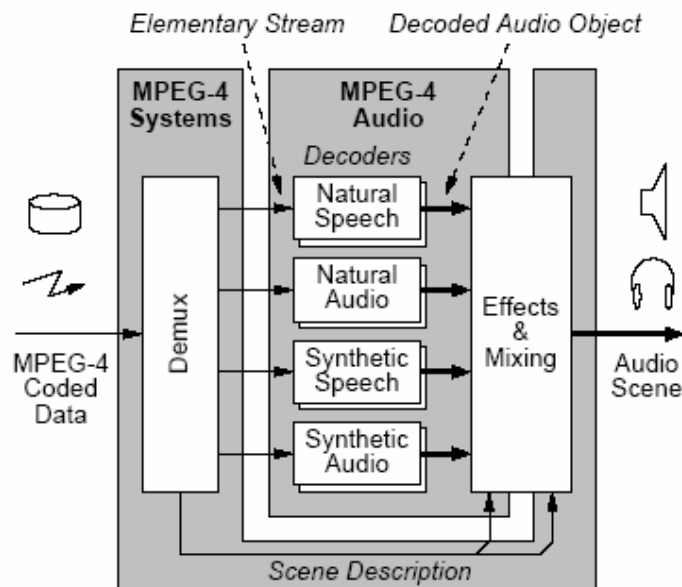 Elementary Stream
Decoded Audio Object
MPEG-4
Systems
MPEG-4
Audio
Decoders
Natural
Speech
Natural
Audio
Synthetic
Speech
Synthetic
Audio
Demux
Effects
&
Mixing
MPEG-4
Coded
Data
Audio
Scene
Scene Description